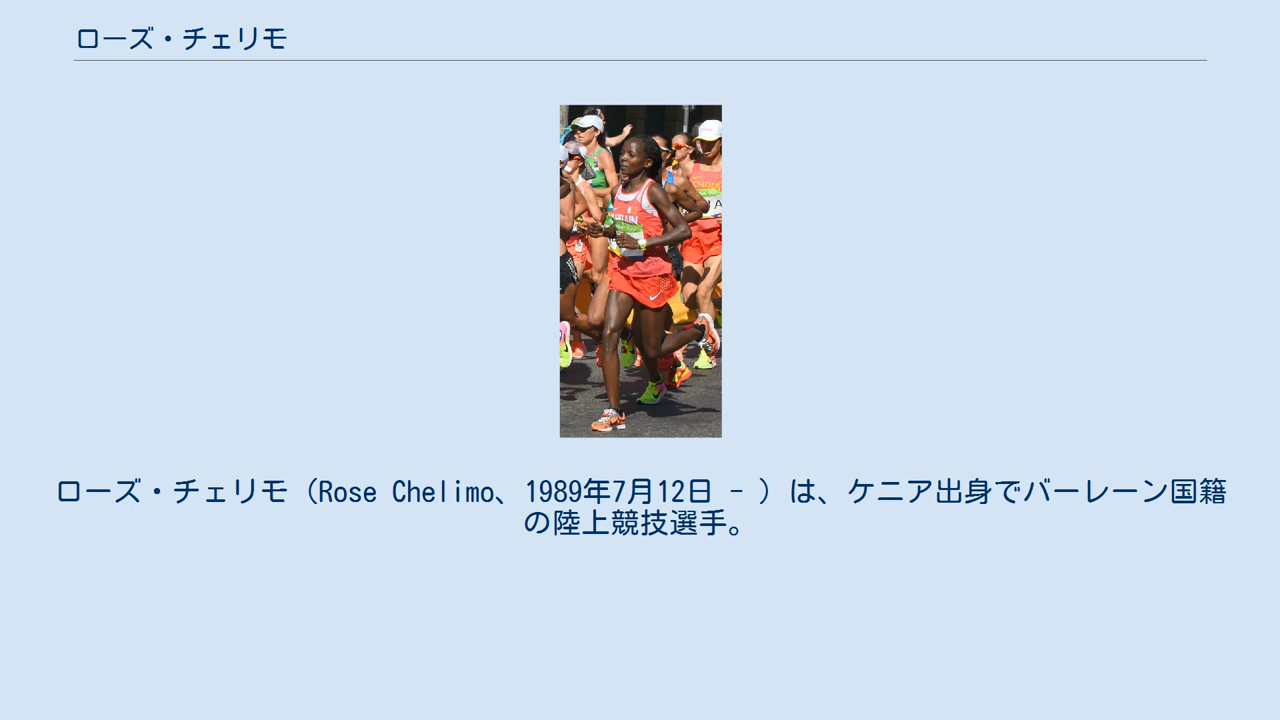 ローズ・チェリモ
BAHRAIN
CHINA
ローズ・チェリモ（Rose Chelimo、1989年7月12日 - ）は、ケニア出身でバーレーン国籍
の陸上競技選手。